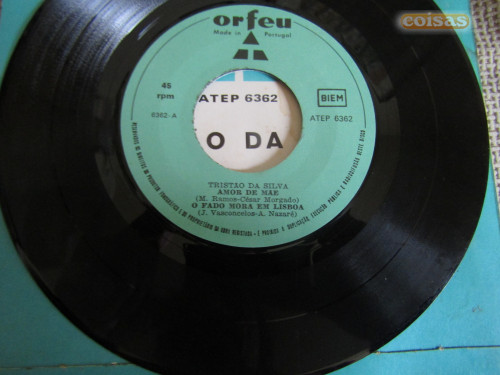 coisas
orfeu
Made in Portugal
45
rpm
6362-A
ATEP 6362
O DA
BIEM
ATEP 6362
TRISTÃO DA SILVA
AMOR DE MÃE
(M. Ramos-César Morgado)
O FADO MORA EM LISBOA
(J. Vasconcelos-A. Nazaré)